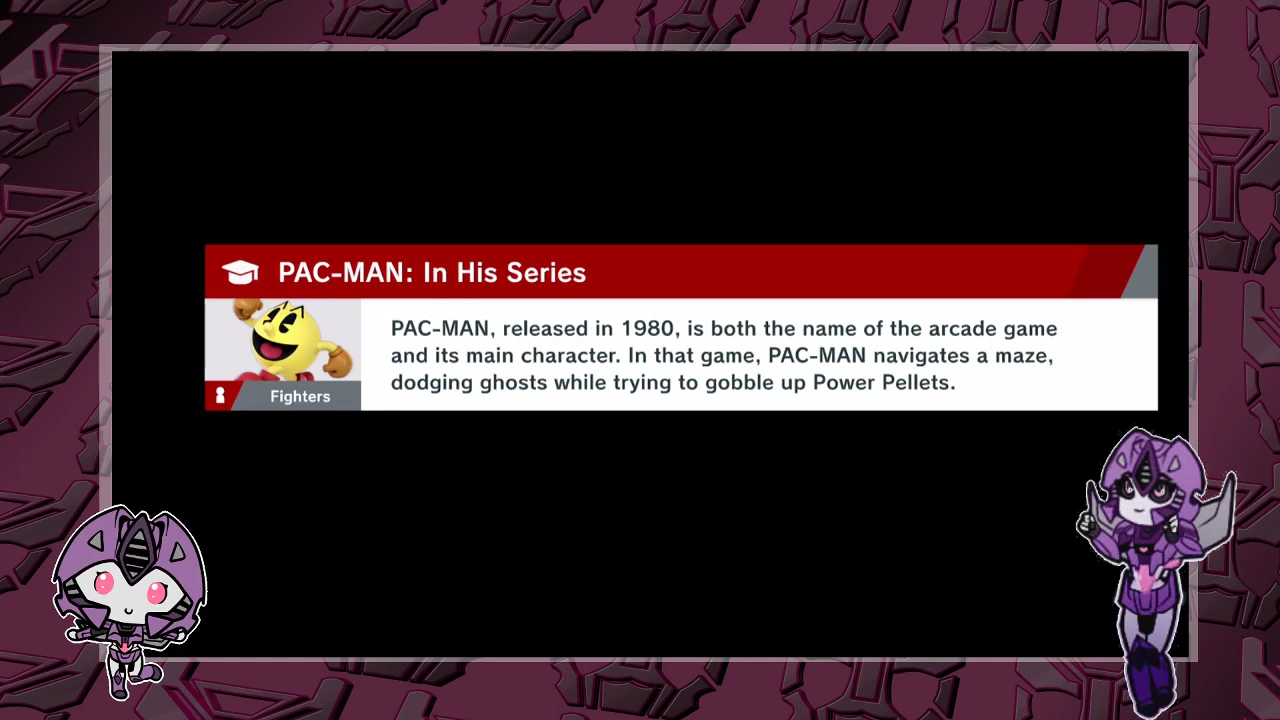 PAC-MAN: In His Series
PAC-MAN, released in 1980, is both the name of the arcade game
and its main character. In that game, PAC-MAN navigates a maze,
dodging ghosts while trying to gobble up Power Pellets.
Fighters